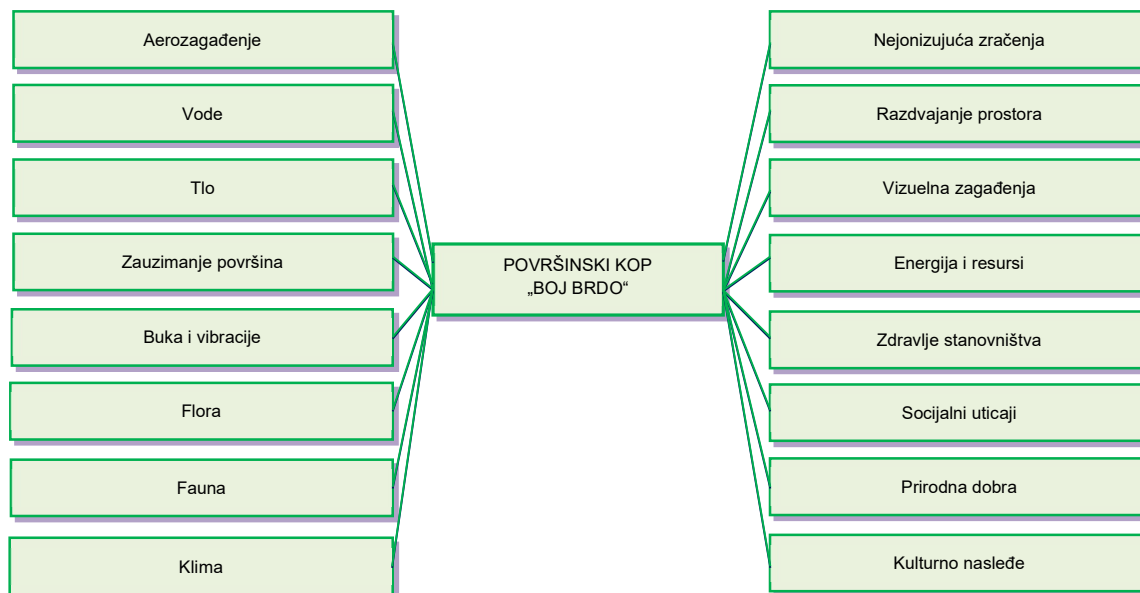 Aerozagađenje
Vode
Tlo
Zauzimanje površina
Buka i vibracije
Flora
Fauna
Klima
POVRŠINSKI KOP
„BOJ BRDO“
Nejonizujuća zračenja
Razdvajanje prostora
Vizuelna zagađenja
Energija i resursi
Zdravlje stanovništva
Socijalni uticaji
Prirodna dobra
Kulturno nasleđe